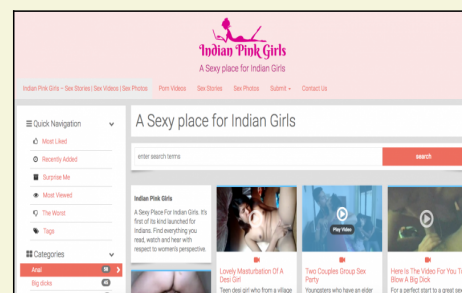 Indian Pink Girls
A Sexy place for Indian Girls
Indian Pink Girls – Sex Stories | Sex Videos | Sex Photos Porn Videos Sex Stories Sex Photos Submit Contact Us
Quick Navigation
Most Liked
Recently Added
Surprise Me
Most Viewed
The Worst
Tags
Categories
Anal
Big dicks
A Sexy place for Indian Girls
enter search terms
search
Indian Pink Girls
A Sexy Place For Indian Girls. It's
first of its kind launched for
Indians. Find everything you
read, watch and hear with
respect to women's perspective.
Lovely Masturbation Of A
Desi Girl
Teen desi girl who from a village
Play Video
Two Couples Group Sex
Party
Youngsters who have an elder
Here Is The Video For You T
Blow A Big Dick
For a perfect start to a great sex